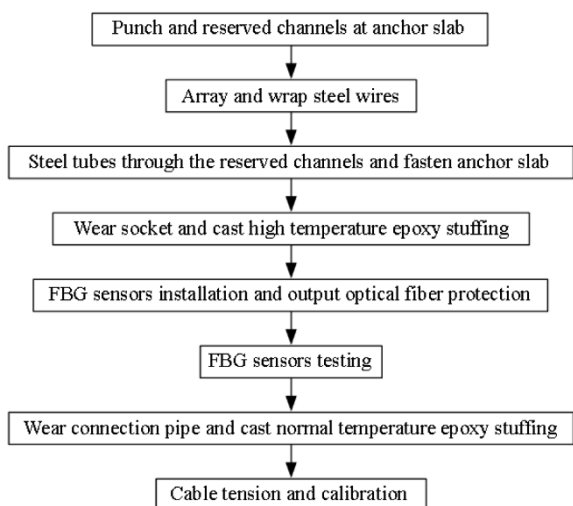 Punch and reserved channels at anchor slab
Array and wrap steel wires
Steel tubes through the reserved channels and fasten anchor slab
Wear socket and cast high temperature epoxy stuffing
FBG sensors installation and output optical fiber protection
FBG sensors testing
Wear connection pipe and cast normal temperature epoxy stuffing
Cable tension and calibration